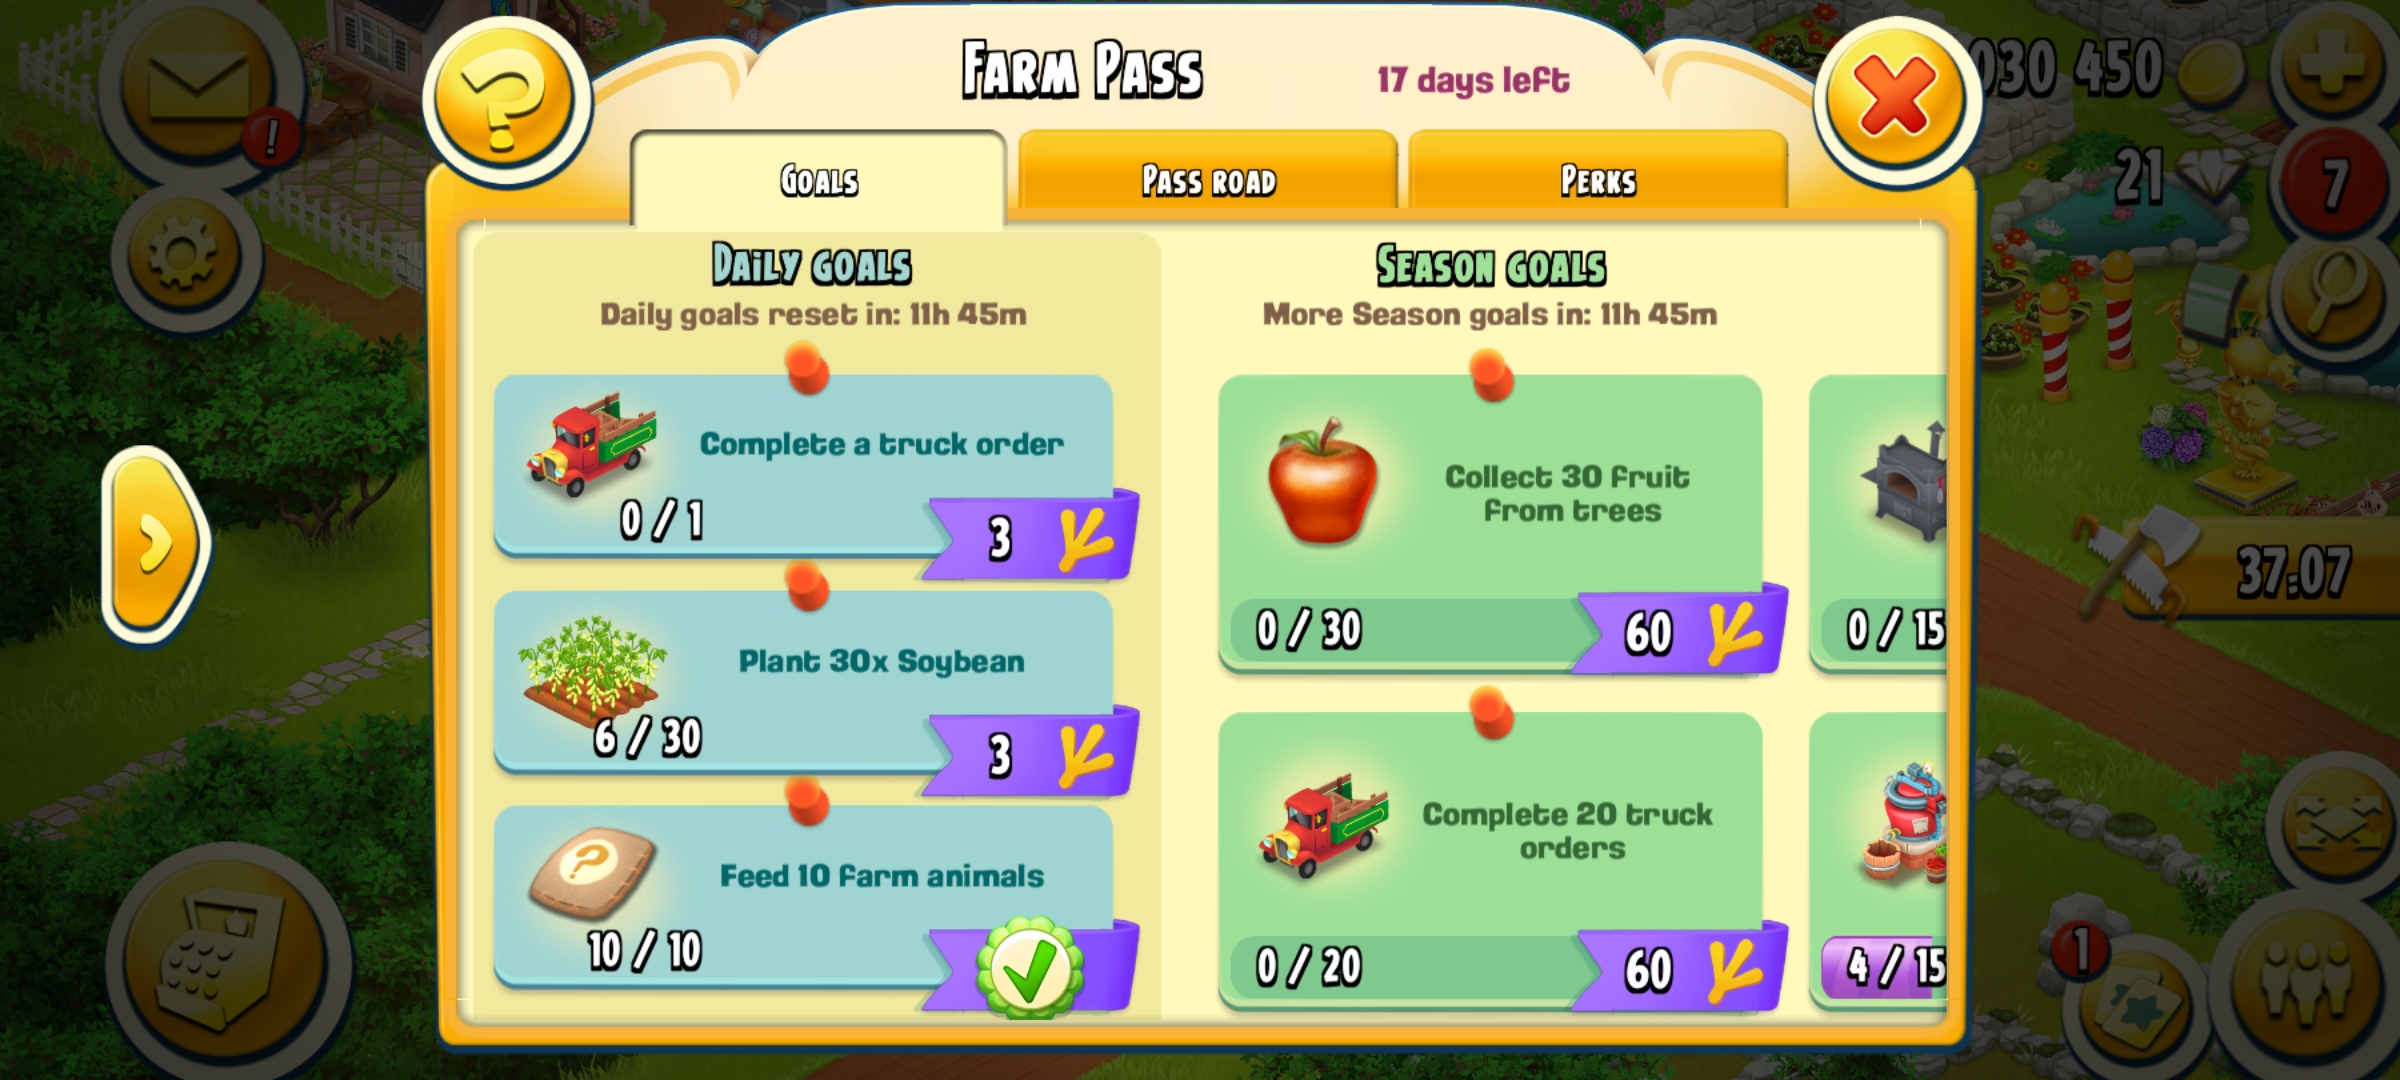 FARM PASS
17 days left
030 450
21
7
GOALS
PASS ROAD
PERKS
DAILY GOALS
Daily goals reset in: 11h 45m
Complete a truck order
0 / 1
3
Plant 30x Soybean
6 / 30
3
Feed 10 farm animals
10 / 10
SEASON GOALS
More Season goals in: 11h 45m
Collect 30 fruit
from trees
0 / 30
60
0 / 15
Complete 20 truck
orders
0 / 20
60
4 / 15
37:07
1